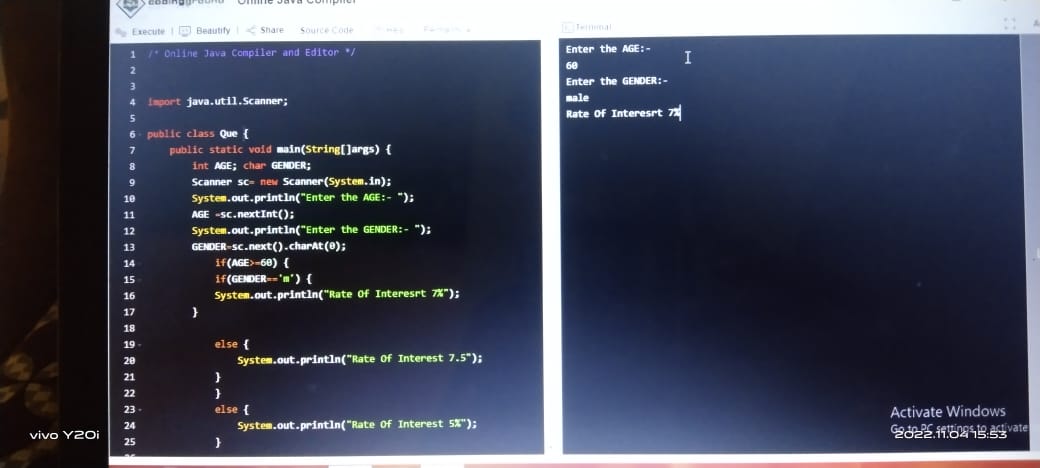 codingground Online Java Compiler
Execute | Beautify | Share Source Code
Terminal
1 /* Online Java Compiler and Editor */
2
3
4 import java.util.Scanner;
5
6 public class Que {
7 public static void main(String[]args) {
8 int AGE; char GENDER;
9 Scanner sc= new Scanner(System.in);
10 System.out.println("Enter the AGE:- ");
11 AGE =sc.nextInt();
12 System.out.println("Enter the GENDER:- ");
13 GENDER=sc.next().charAt(0);
14 if(AGE>=60) {
15 if(GENDER=='m') {
16 System.out.println("Rate Of Interesrt 7%");
17 }
18
19 else {
20 System.out.println("Rate Of Interest 7.5");
21 }
22 }
23 else {
24 System.out.println("Rate Of Interest 5%");
25 }
Enter the AGE:-
60
Enter the GENDER:-
male
Rate Of Interesrt 7%
Activate Windows
Go to PC settings to activate
vivo Y20i
2022.11.04 15:53